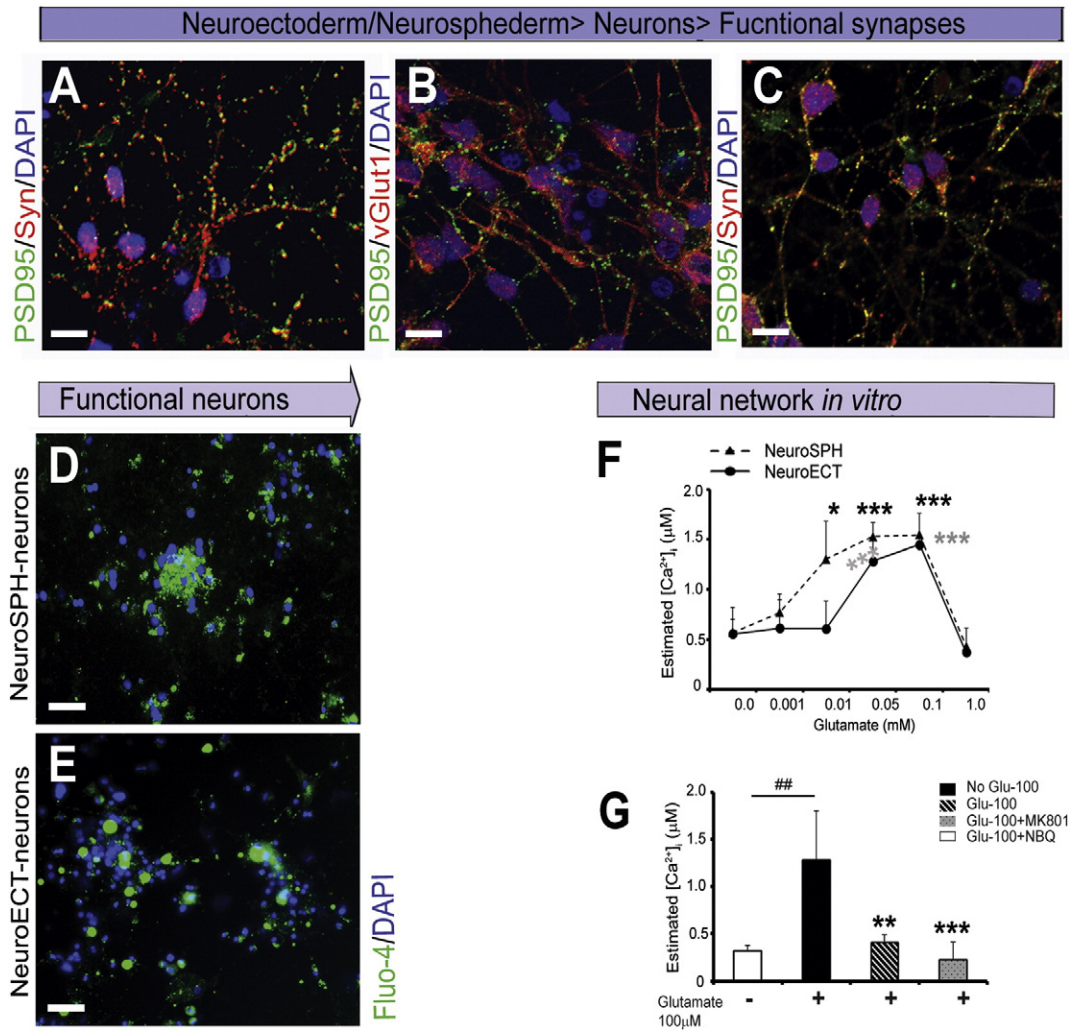 Neuroectoderm/Neurosphederm> Neurons> Fucntional synapses
A
B
C
PSD95/Syn/DAPI
PSD95/vGlut1/DAPI
PSD95/Syn/DAPI
Functional neurons
Neural network in vitro
D
NeuroSPH-neurons
E
NeuroECT-neurons
Fluo-4/DAPI
F
NeuroSPH
NeuroECT
Estimated [Ca²⁺]ᵢ (μM)
2.0
1.5
1.0
0.5
0
* *** ***
*** ***
0.0 0.001 0.01 0.05 0.1 1.0
Glutamate (mM)
G
No Glu-100
Glu-100
Glu-100+MK801
Glu-100+NBQ
Estimated [Ca²⁺]ᵢ (μM)
2.0
1.5
1.0
0.5
0
##
** ***
Glutamate - + + +
100μM